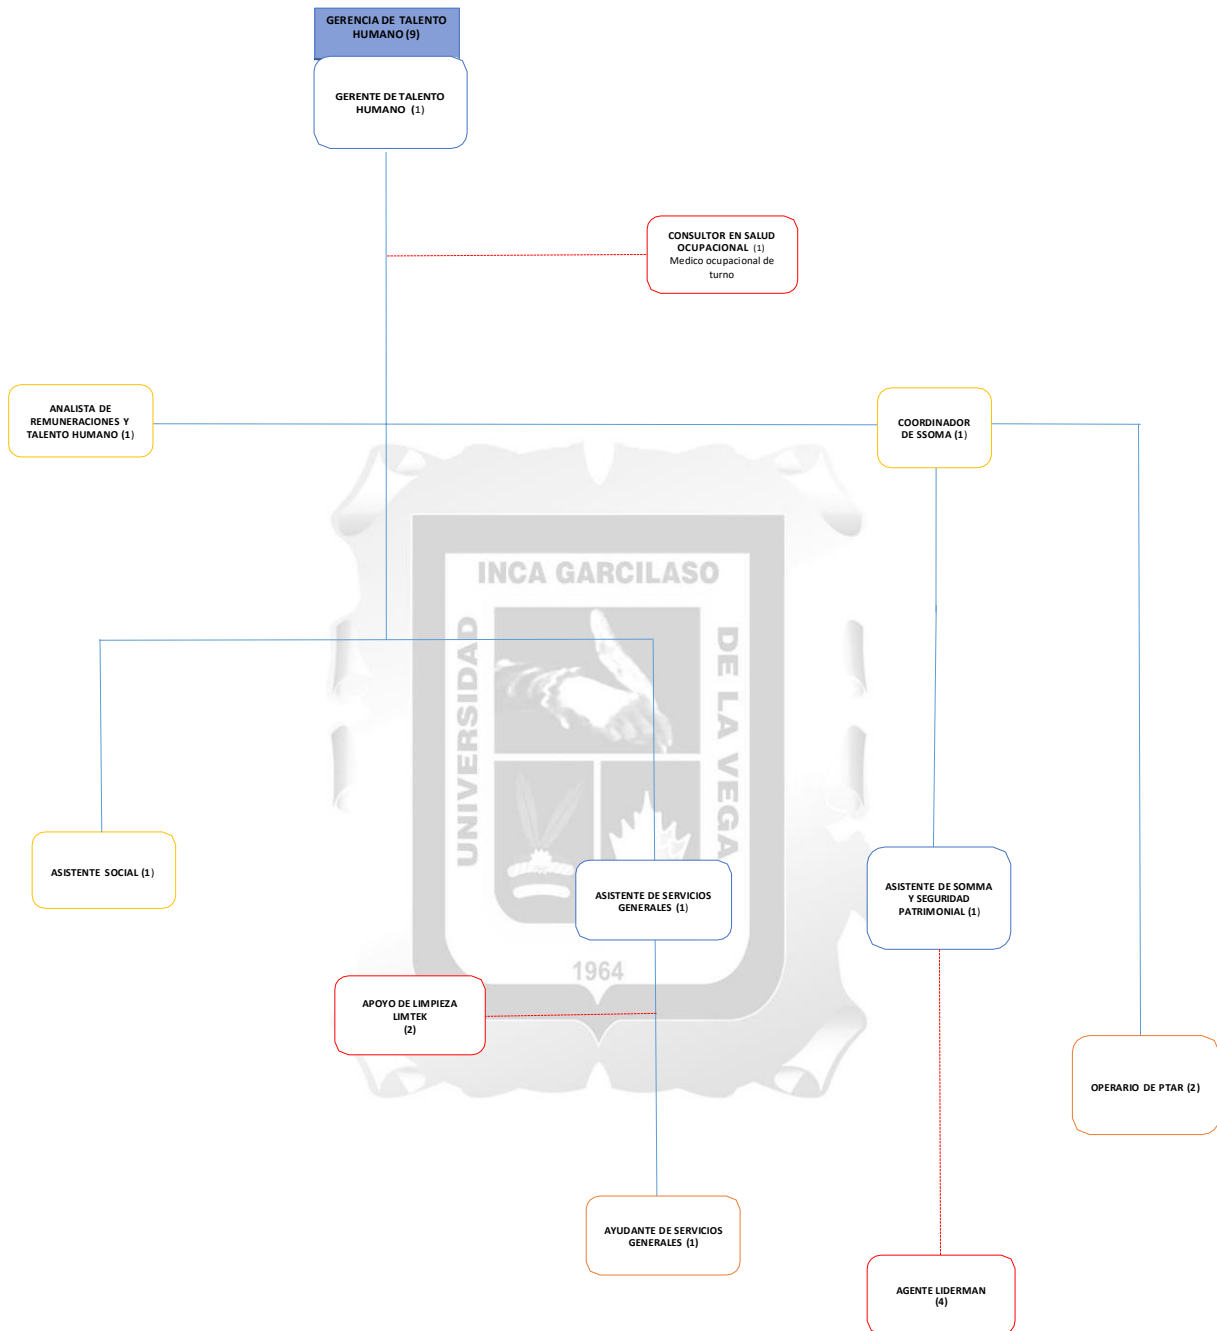 GERENCIA DE TALENTO
HUMANO (9)
GERENTE DE TALENTO
HUMANO (1)
CONSULTOR EN SALUD
OCUPACIONAL (1)
Medico ocupacional de
turno
ANALISTA DE
REMUNERACIONES Y
TALENTO HUMANO (1)
COORDINADOR
DE SSOMA (1)
INCA GARCILASO
UNIVERSIDAD
DE LA VEGA
ASISTENTE SOCIAL (1)
ASISTENTE DE SERVICIOS
GENERALES (1)
ASISTENTE DE SOMMA
Y SEGURIDAD
PATRIMONIAL (1)
1964
APOYO DE LIMPIEZA
LIMTEK
(2)
OPERARIO DE PTAR (2)
AYUDANTE DE SERVICIOS
GENERALES (1)
AGENTE LIDERMAN
(4)